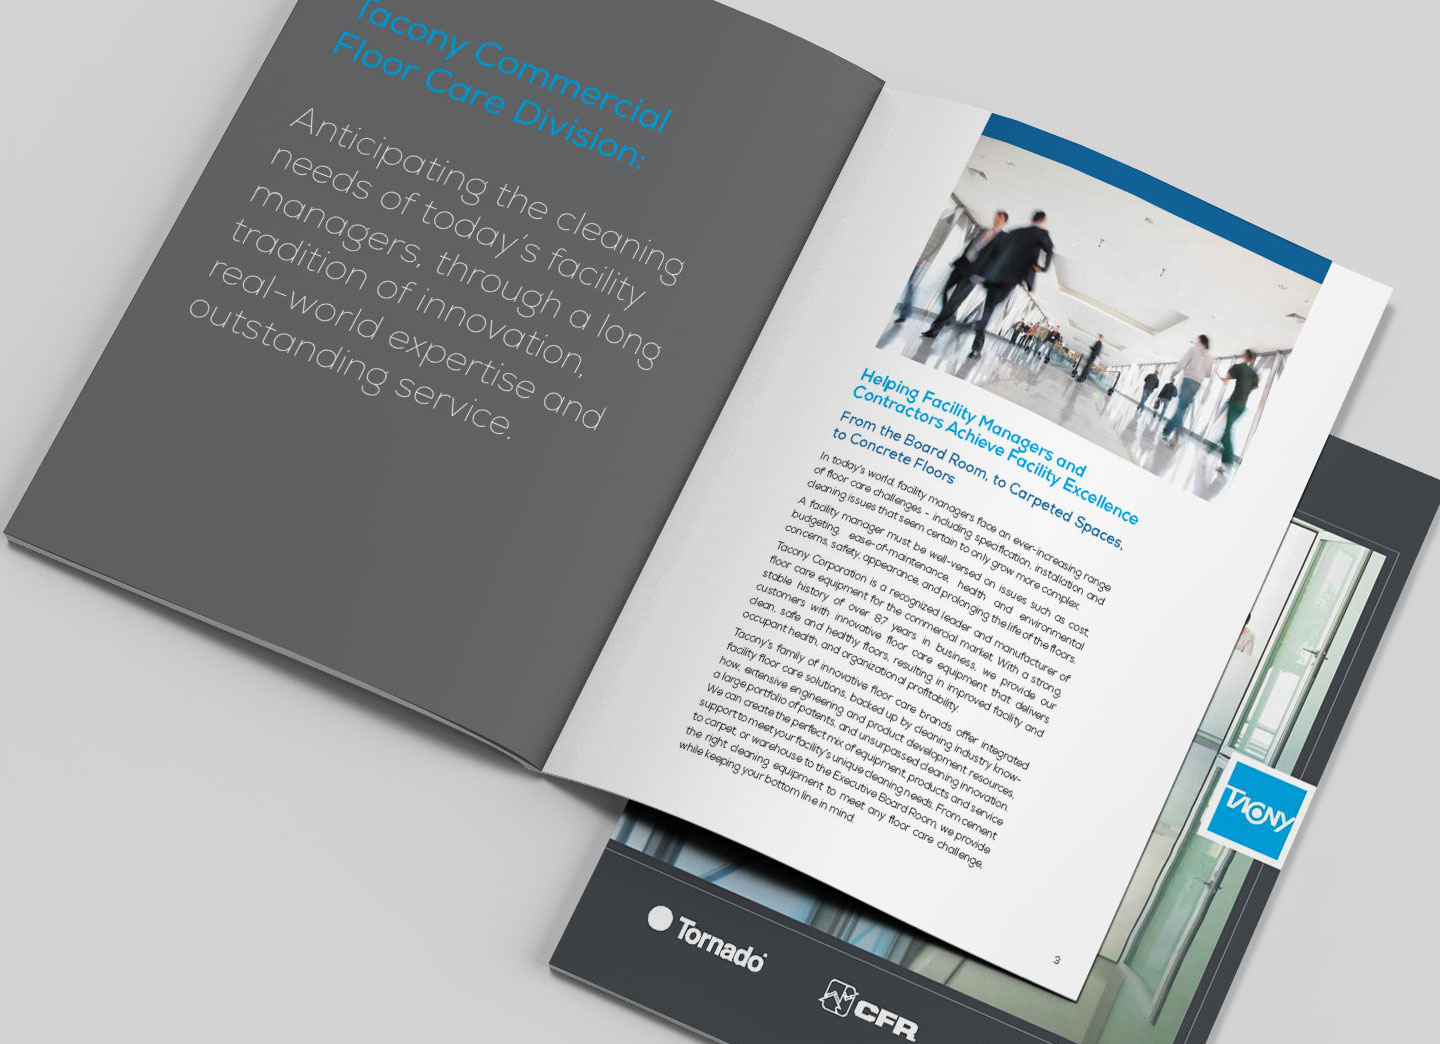 Tacony Commercial
Floor Care Division:
Anticipating the cleaning
needs of today's facility
managers, through a long
tradition of innovation,
real-world expertise and
outstanding service.
Helping Facility Managers and
Contractors Achieve Facility Excellence
From the Board Room, to Carpeted Spaces,
to Concrete Floors
In today's world, facility managers face an ever-increasing range
of floor care challenges - including specification, installation and
cleaning issues that seem certain to only grow more complex.
A facility manager must be well-versed on issues such as cost,
budgeting, ease-of-maintenance, health and environmental
concerns, safety, appearance, and prolonging the life of the floors.
Tacony Corporation is a recognized leader and manufacturer of
floor care equipment for the commercial market. With a strong,
stable history of over 87 years in business, we provide our
customers with innovative floor care equipment that delivers
clean, safe and healthy floors, resulting in improved facility and
occupant health, and organizational profitability.
Tacony's family of innovative floor care brands offer integrated
facility floor care solutions, backed up by cleaning industry know-
how, extensive engineering and product development resources,
a large portfolio of patents, and unsurpassed cleaning innovation.
We can create the perfect mix of equipment, products and service
support to meet your facility's unique cleaning needs. From cement
to carpet, or warehouse to the Executive Board Room, we provide
the right cleaning equipment to meet any floor care challenge,
while keeping your bottom line in mind.
3
TACONY
Tornado
CFR